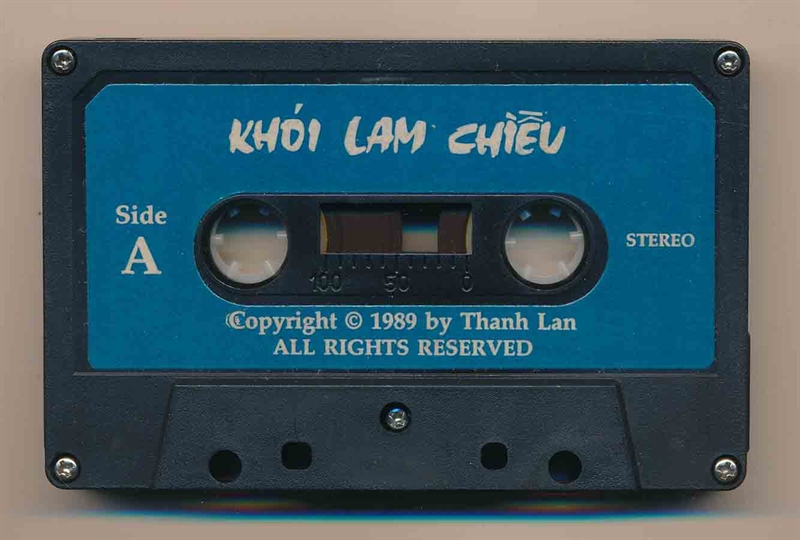 KHÓI LAM CHIỀU
Side
A
STEREO
100 50 0
Copyright © 1989 by Thanh Lan
ALL RIGHTS RESERVED